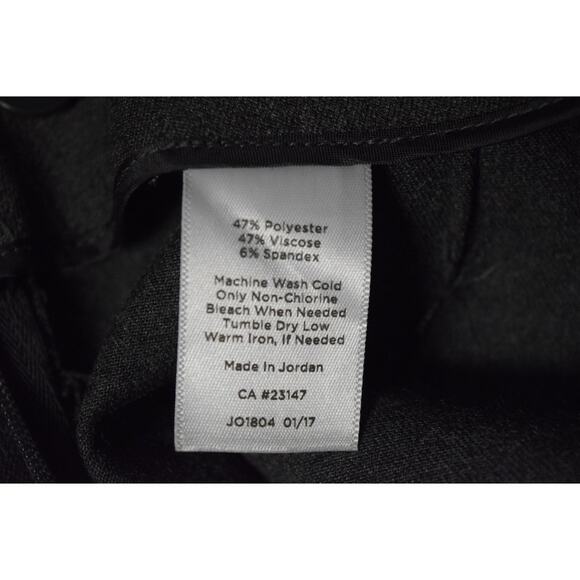 47% Polyester
47% Viscose
6% Spandex
Machine Wash Cold
Only Non-Chlorine
Bleach When Needed
Tumble Dry Low
Warm Iron, If Needed
Made In Jordan
CA #23147
JO1804 01/17